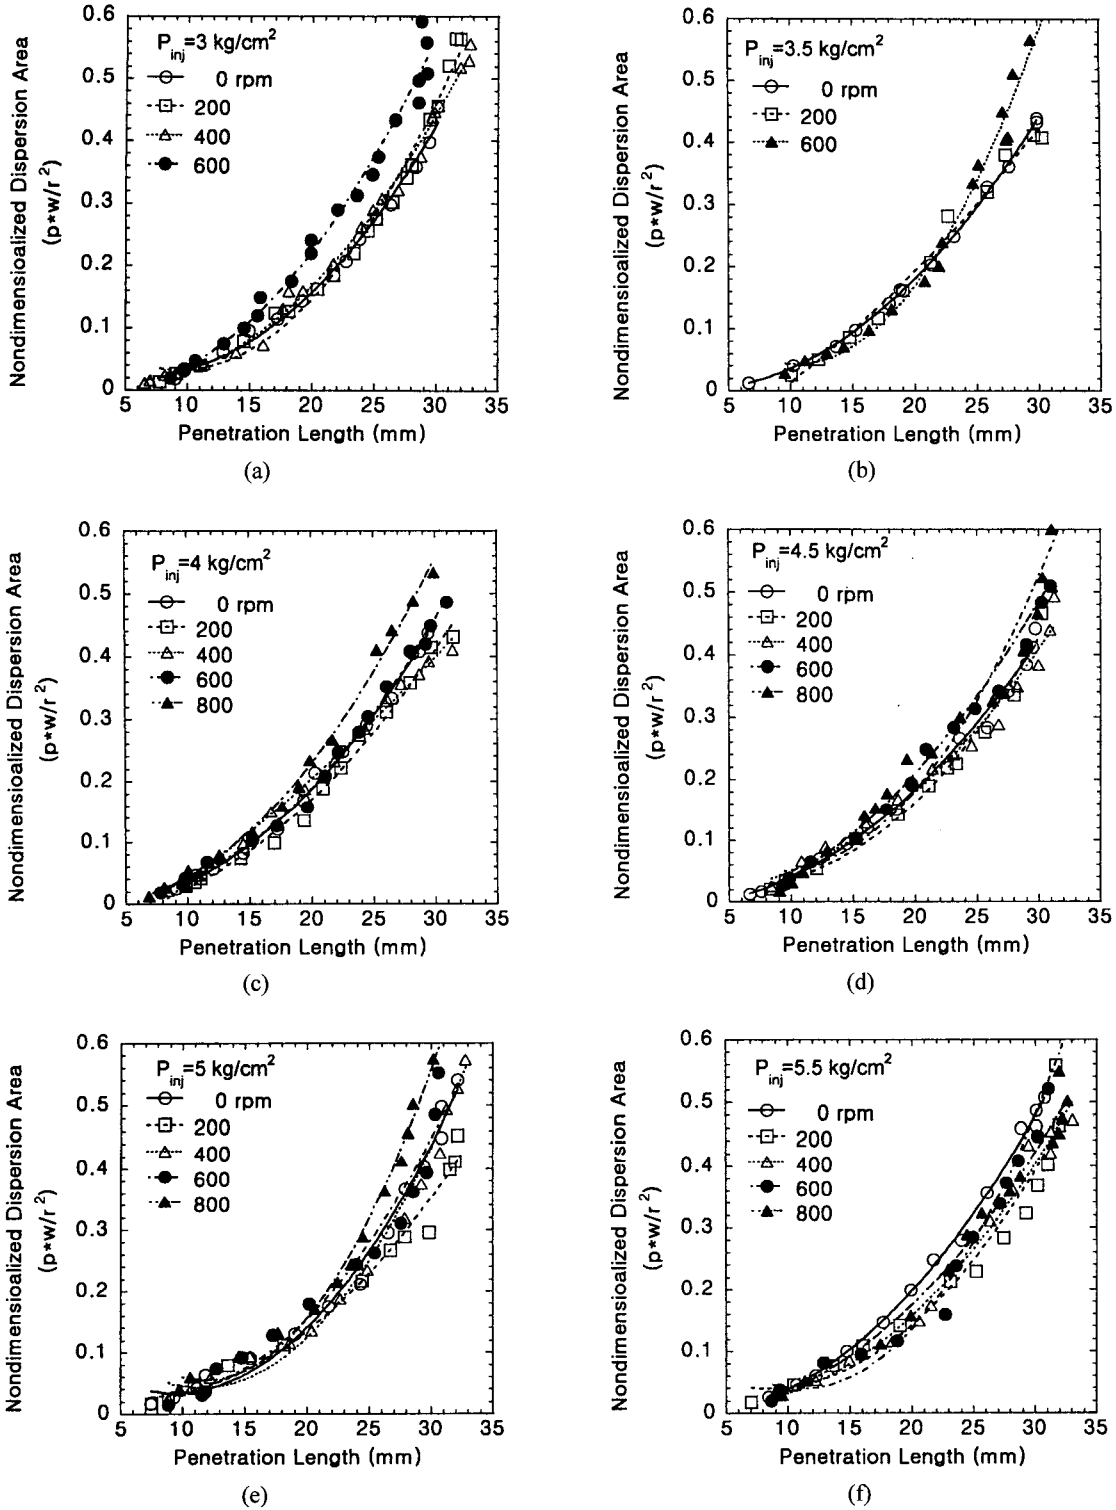 Nondimensioalized Dispersion Area
(p*w/r²)
0.6
0.5
0.4
0.3
0.2
0.1
0
P_inj=3 kg/cm²
0 rpm
200
400
600
5 10 15 20 25 30 35
Penetration Length (mm)
(a)
Nondimensioalized Dispersion Area
(p*w/r²)
0.6
0.5
0.4
0.3
0.2
0.1
0
P_inj=3.5 kg/cm²
0 rpm
200
600
5 10 15 20 25 30 35
Penetration Length (mm)
(b)
Nondimensioalized Dispersion Area
(p*w/r²)
0.6
0.5
0.4
0.3
0.2
0.1
0
P_inj=4 kg/cm²
0 rpm
200
400
600
800
5 10 15 20 25 30 35
Penetration Length (mm)
(c)
Nondimensioalized Dispersion Area
(p*w/r²)
0.6
0.5
0.4
0.3
0.2
0.1
0
P_inj=4.5 kg/cm²
0 rpm
200
400
600
800
5 10 15 20 25 30 35
Penetration Length (mm)
(d)
Nondimensioalized Dispersion Area
(p*w/r²)
0.6
0.5
0.4
0.3
0.2
0.1
0
P_inj=5 kg/cm²
0 rpm
200
400
600
800
5 10 15 20 25 30 35
Penetration Length (mm)
(e)
Nondimensioalized Dispersion Area
(p*w/r²)
0.6
0.5
0.4
0.3
0.2
0.1
0
P_inj=5.5 kg/cm²
0 rpm
200
400
600
800
5 10 15 20 25 30 35
Penetration Length (mm)
(f)